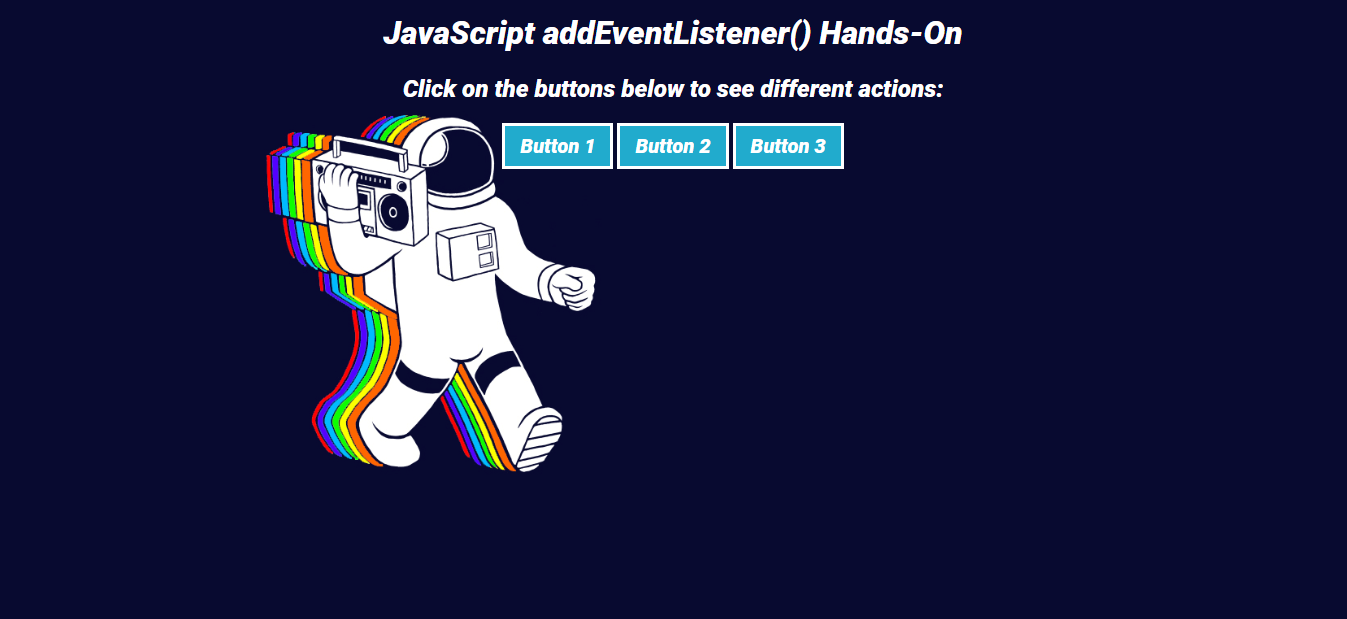 JavaScript addEventListener() Hands-On
Click on the buttons below to see different actions:
Button 1 Button 2 Button 3